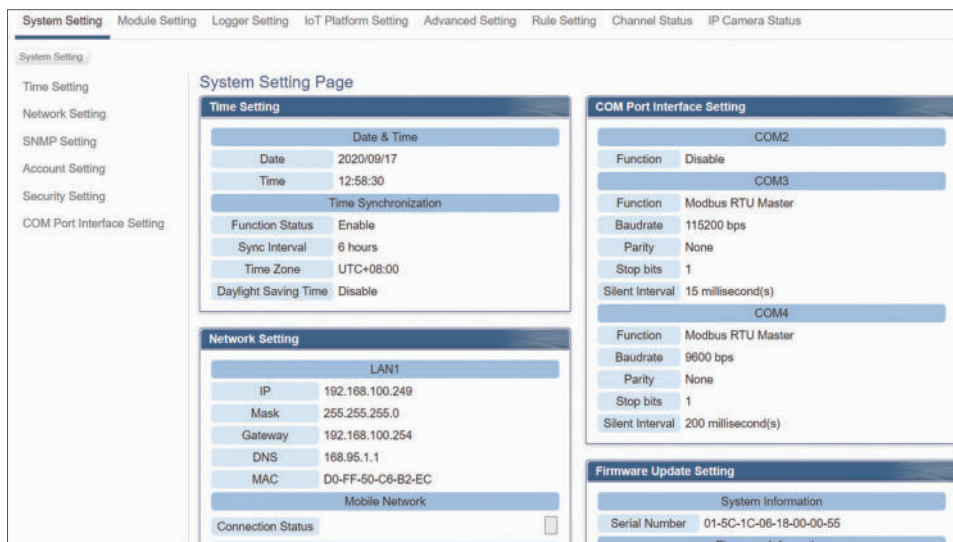 System Setting Module Setting Logger Setting IoT Platform Setting Advanced Setting Rule Setting Channel Status IP Camera Status
System Setting
Time Setting
Network Setting
SNMP Setting
Account Setting
Security Setting
COM Port Interface Setting
System Setting Page
Time Setting
Date & Time
Date 2020/09/17
Time 12:58:30
Time Synchronization
Function Status Enable
Sync Interval 6 hours
Time Zone UTC+08:00
Daylight Saving Time Disable
Network Setting
LAN1
IP 192.168.100.249
Mask 255.255.255.0
Gateway 192.168.100.254
DNS 168.95.1.1
MAC D0-FF-50-C6-B2-EC
Mobile Network
Connection Status
COM Port Interface Setting
COM2
Function Disable
COM3
Function Modbus RTU Master
Baudrate 115200 bps
Parity None
Stop bits 1
Silent Interval 15 millisecond(s)
COM4
Function Modbus RTU Master
Baudrate 9600 bps
Parity None
Stop bits 1
Silent Interval 200 millisecond(s)
Firmware Update Setting
System Information
Serial Number 01-5C-1C-06-18-00-00-55